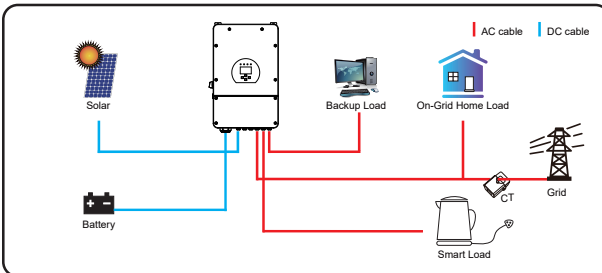 AC cable DC cable
Solar
Backup Load
On-Grid Home Load
CT
Grid
Battery
Smart Load